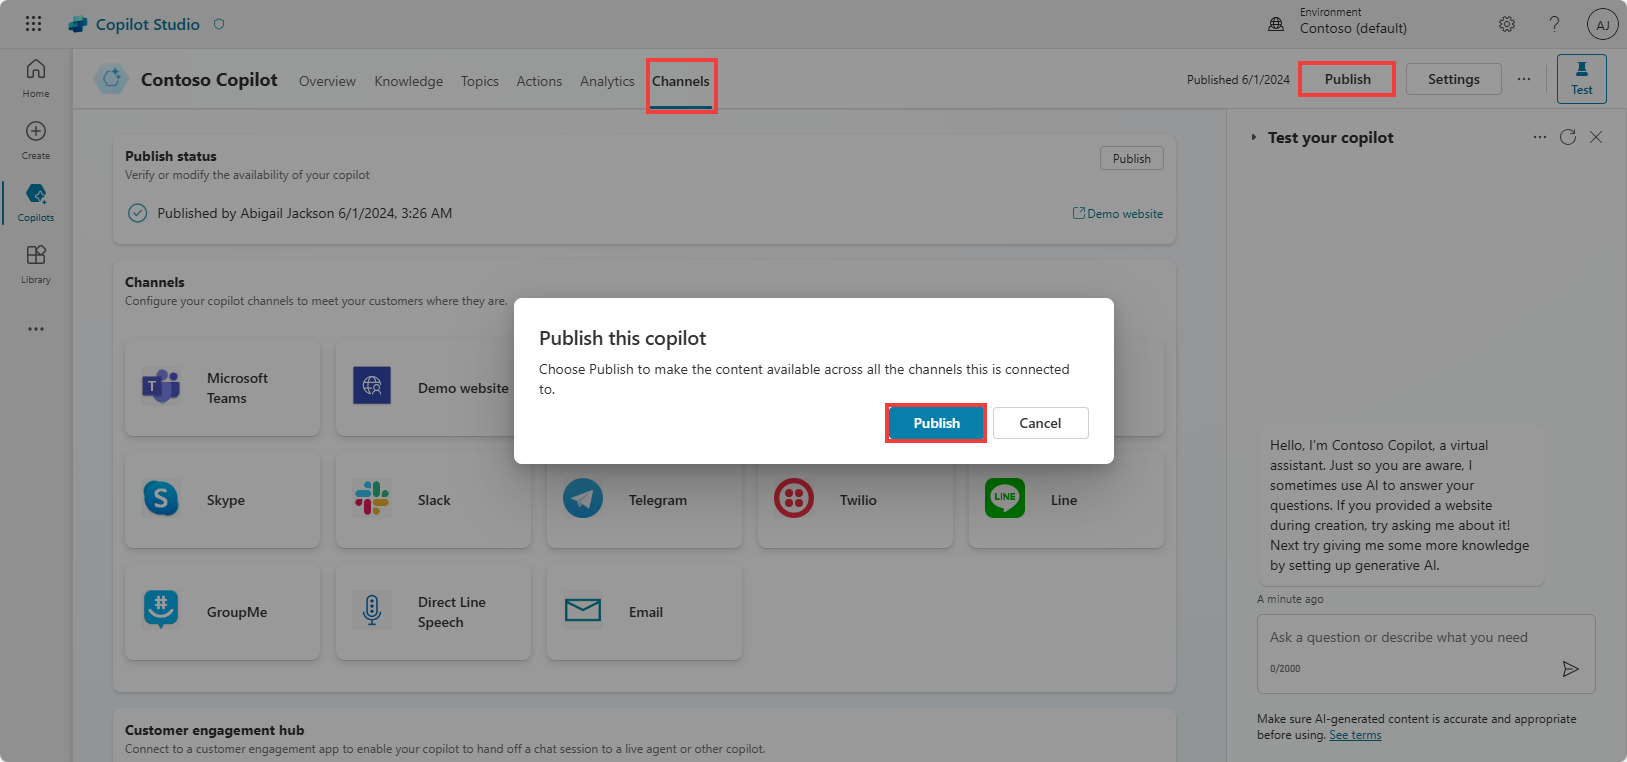 Copilot Studio
Environment
Contoso (default)
AJ
Home
Create
Copilots
Library
Contoso Copilot
Overview
Knowledge
Topics
Actions
Analytics
Channels
Published 6/1/2024
Publish
Settings
Test
Publish status
Verify or modify the availability of your copilot
Publish
Published by Abigail Jackson 6/1/2024, 3:26 AM
Demo website
Channels
Configure your copilot channels to meet your customers where they are.
Microsoft
Teams
Demo website
Skype
Slack
Telegram
Twilio
LINE
Line
GroupMe
Direct Line
Speech
Email
Customer engagement hub
Connect to a customer engagement app to enable your copilot to hand off a chat session to a live agent or other copilot.
Publish this copilot
Choose Publish to make the content available across all the channels this is connected
to.
Publish
Cancel
Test your copilot
Hello, I'm Contoso Copilot, a virtual
assistant. Just so you are aware, I
sometimes use AI to answer your
questions. If you provided a website
during creation, try asking me about it!
Next try giving me some more knowledge
by setting up generative AI.
A minute ago
Ask a question or describe what you need
0/2000
Make sure AI-generated content is accurate and appropriate
before using. See terms